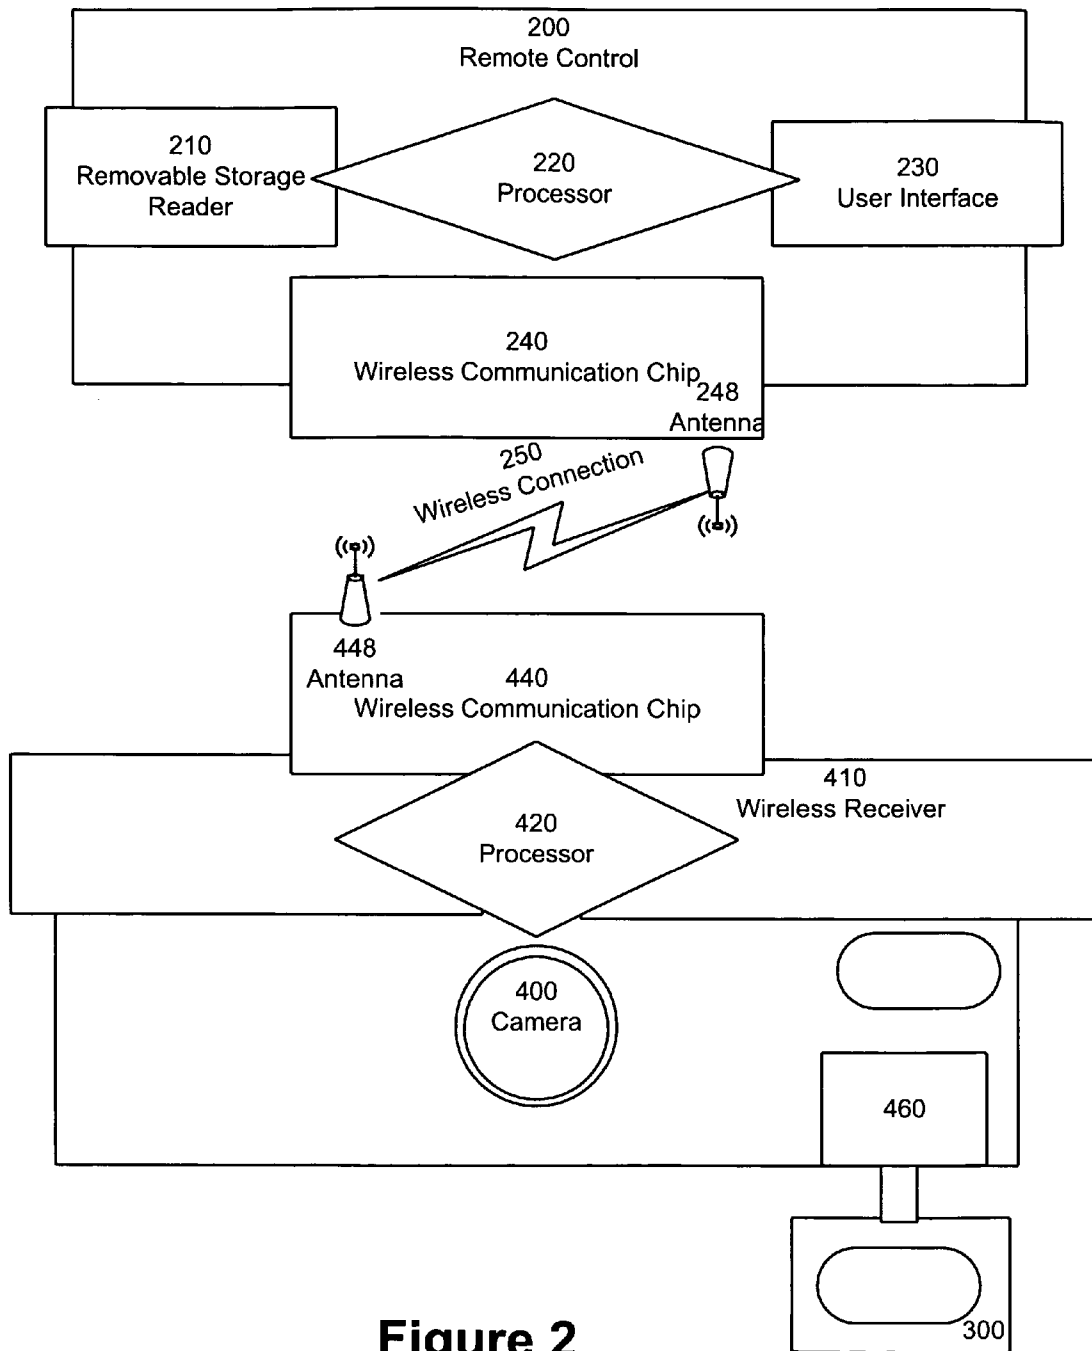 200
Remote Control
210
Removable Storage
Reader
220
Processor
230
User Interface
240
Wireless Communication Chip
248
Antenna
250
Wireless Connection
448
Antenna
440
Wireless Communication Chip
410
Wireless Receiver
420
Processor
400
Camera
460
300
Figure 2